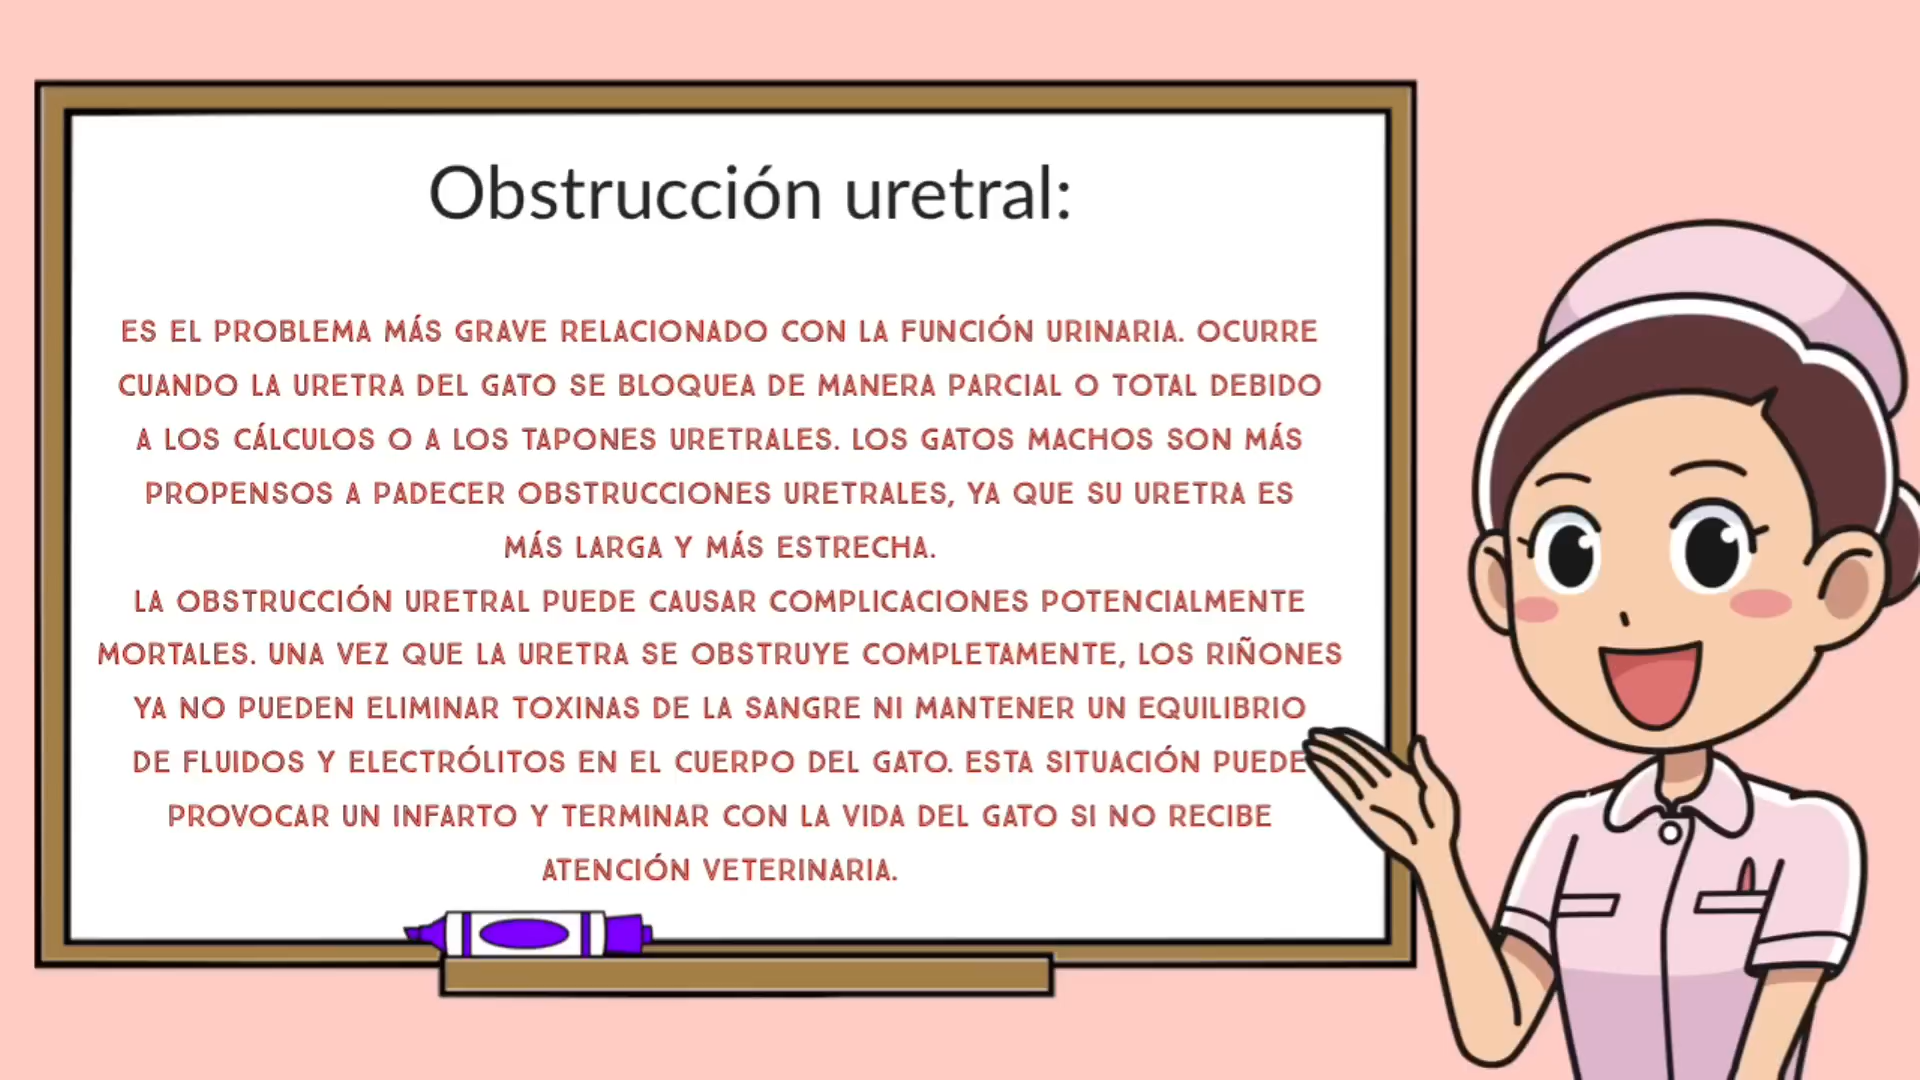 Obstrucción uretral:
ES EL PROBLEMA MÁS GRAVE RELACIONADO CON LA FUNCIÓN URINARIA. OCURRE
CUANDO LA URETRA DEL GATO SE BLOQUEA DE MANERA PARCIAL O TOTAL DEBIDO
A LOS CÁLCULOS O A LOS TAPONES URETRALES. LOS GATOS MACHOS SON MÁS
PROPENSOS A PADECER OBSTRUCCIONES URETRALES, YA QUE SU URETRA ES
MÁS LARGA Y MÁS ESTRECHA.
LA OBSTRUCCIÓN URETRAL PUEDE CAUSAR COMPLICACIONES POTENCIALMENTE
MORTALES. UNA VEZ QUE LA URETRA SE OBSTRUYE COMPLETAMENTE, LOS RIÑONES
YA NO PUEDEN ELIMINAR TOXINAS DE LA SANGRE NI MANTENER UN EQUILIBRIO
DE FLUIDOS Y ELECTRÓLITOS EN EL CUERPO DEL GATO. ESTA SITUACIÓN PUEDE
PROVOCAR UN INFARTO Y TERMINAR CON LA VIDA DEL GATO SI NO RECIBE
ATENCIÓN VETERINARIA.